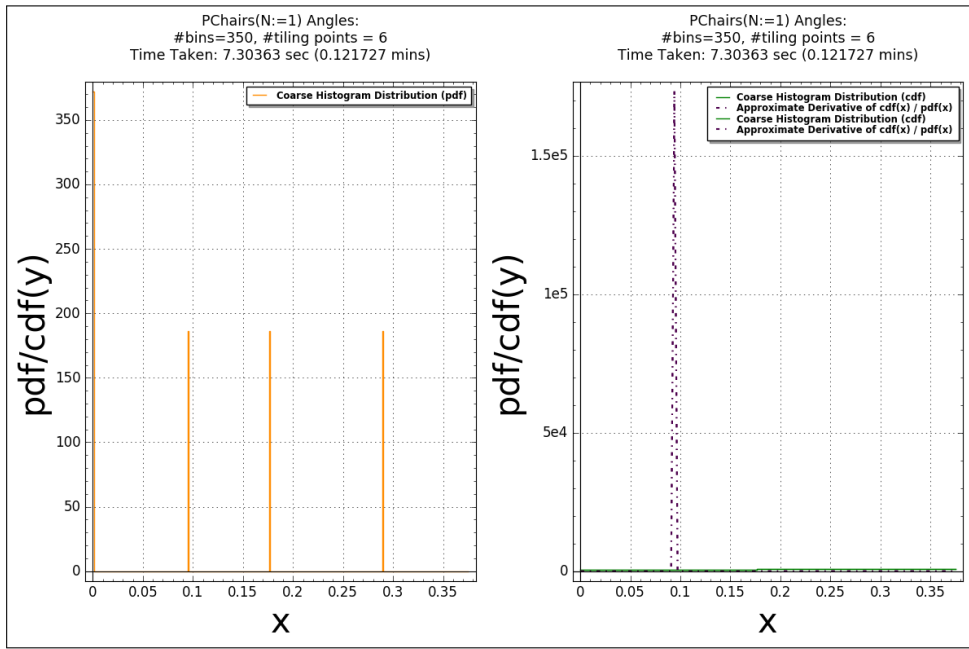 PChairs(N:=1) Angles:
#bins=350, #tiling points = 6
Time Taken: 7.30363 sec (0.121727 mins)
Coarse Histogram Distribution (pdf)
350
300
250
200
150
100
50
0
pdf/cdf(y)
0
0.05
0.1
0.15
0.2
0.25
0.3
0.35
x
PChairs(N:=1) Angles:
#bins=350, #tiling points = 6
Time Taken: 7.30363 sec (0.121727 mins)
Coarse Histogram Distribution (cdf)
Approximate Derivative of cdf(x) / pdf(x)
Coarse Histogram Distribution (cdf)
Approximate Derivative of cdf(x) / pdf(x)
1.5e5
1e5
5e4
0
pdf/cdf(y)
0
0.05
0.1
0.15
0.2
0.25
0.3
0.35
x